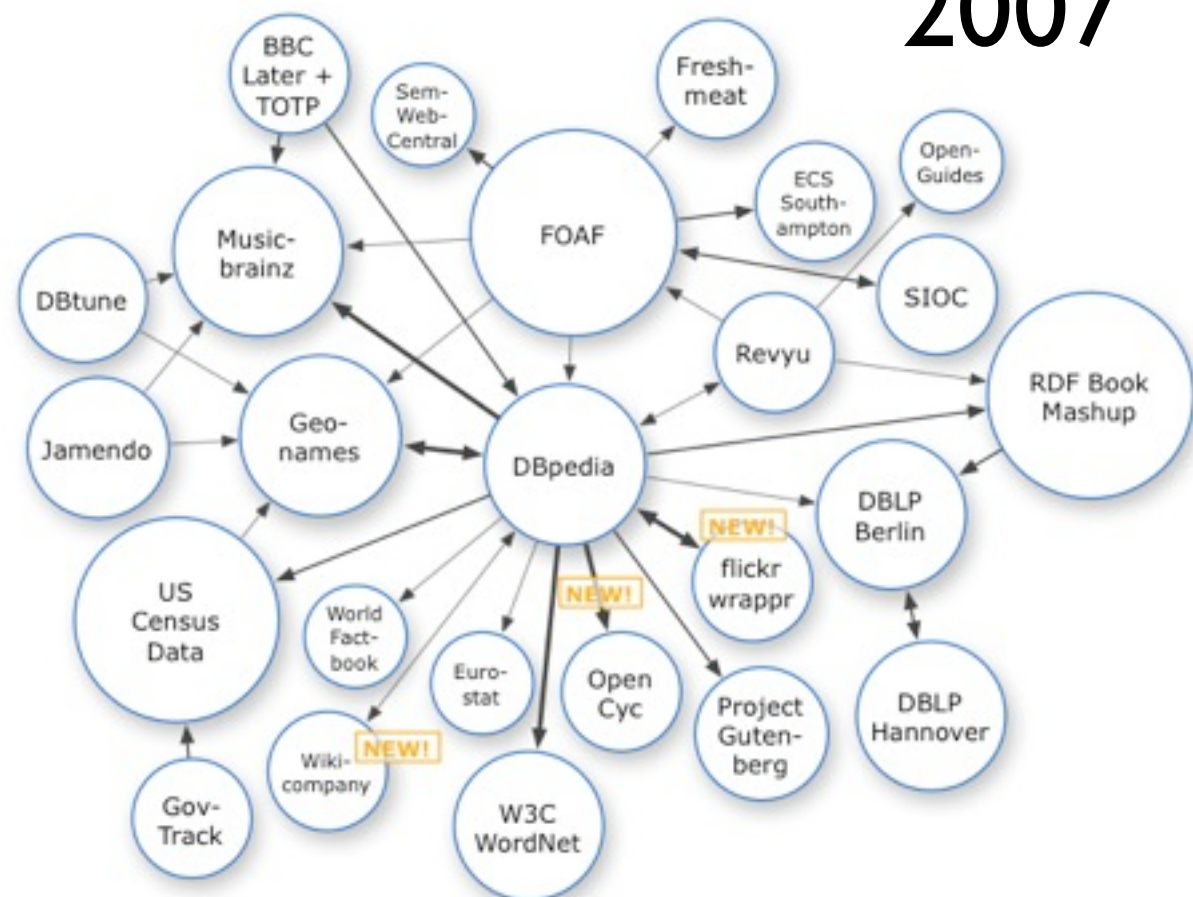 2007
BBC
Later +
TOTP
Sem-
Web-
Central
Fresh-
meat
Open-
Guides
ECS
South-
ampton
FOAF
Music-
brainz
DBtune
SIOC
Revyu
RDF Book
Mashup
Jamendo
Geo-
names
DBpedia
DBLP
Berlin
NEW!
flickr
wrappr
NEW!
US
Census
Data
World
Fact-
book
Euro-
stat
Open
Cyc
Project
Guten-
berg
DBLP
Hannover
NEW!
Wiki-
company
Gov-
Track
W3C
WordNet